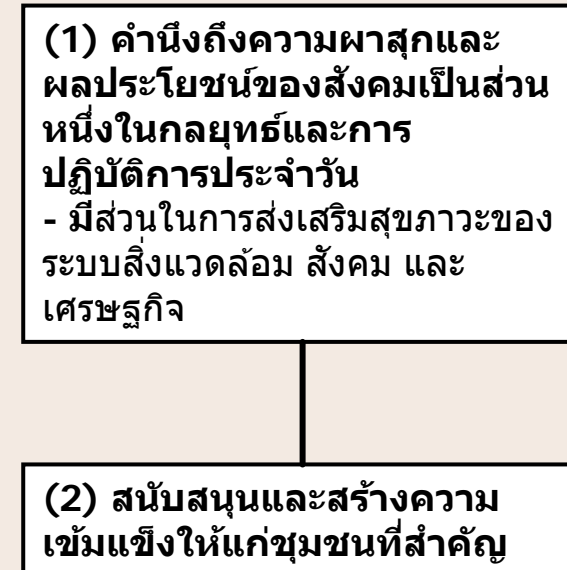 (1) คำนึงถึงความผาสุกและ
ผลประโยชน์ของสังคมเป็นส่วน
หนึ่งในกลยุทธ์และการ
ปฏิบัติการประจำวัน
- มีส่วนในการส่งเสริมสุขภาวะของ
ระบบสิ่งแวดล้อม สังคม และ
เศรษฐกิจ
(2) สนับสนุนและสร้างความ
เข้มแข็งให้แก่ชุมชนที่สำคัญ